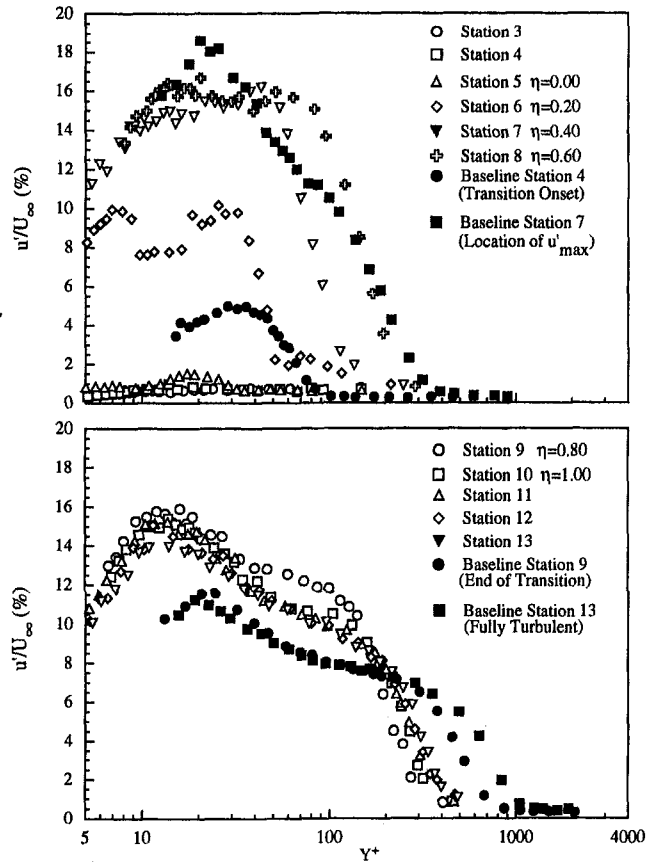 20
18
16
14
12
10
8
6
4
2
0
u'/U∞ (%)
Station 3
Station 4
Station 5 η=0.00
Station 6 η=0.20
Station 7 η=0.40
Station 8 η=0.60
Baseline Station 4
(Transition Onset)
Baseline Station 7
(Location of u'max)
20
18
16
14
12
10
8
6
4
2
0
u'/U∞ (%)
Station 9 η=0.80
Station 10 η=1.00
Station 11
Station 12
Station 13
Baseline Station 9
(End of Transition)
Baseline Station 13
(Fully Turbulent)
5 10 100 1000 4000
Y+